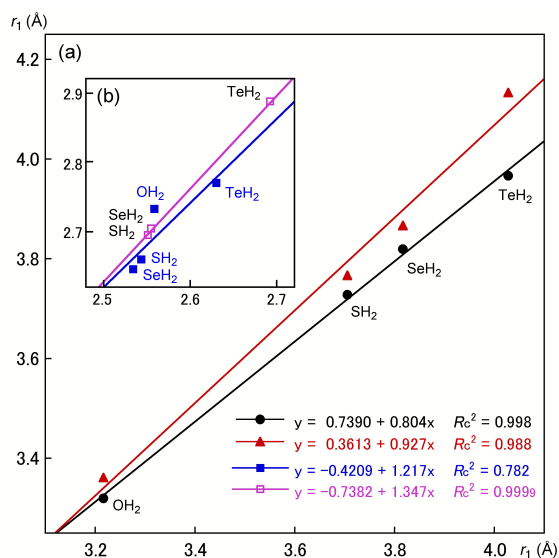 r₁ (Å)
(a)
4.2
4.0
3.8
3.6
3.4
(b)
2.9
2.8
2.7
TeH₂
OH₂
TeH₂
SeH₂
SH₂
SH₂
SeH₂
2.5 2.6 2.7
TeH₂
SeH₂
SH₂
OH₂
y = 0.7390 + 0.804x Rc² = 0.998
y = 0.3613 + 0.927x Rc² = 0.988
y = −0.4209 + 1.217x Rc² = 0.782
y = −0.7382 + 1.347x Rc² = 0.9999
3.2 3.4 3.6 3.8 4.0 r₁ (Å)